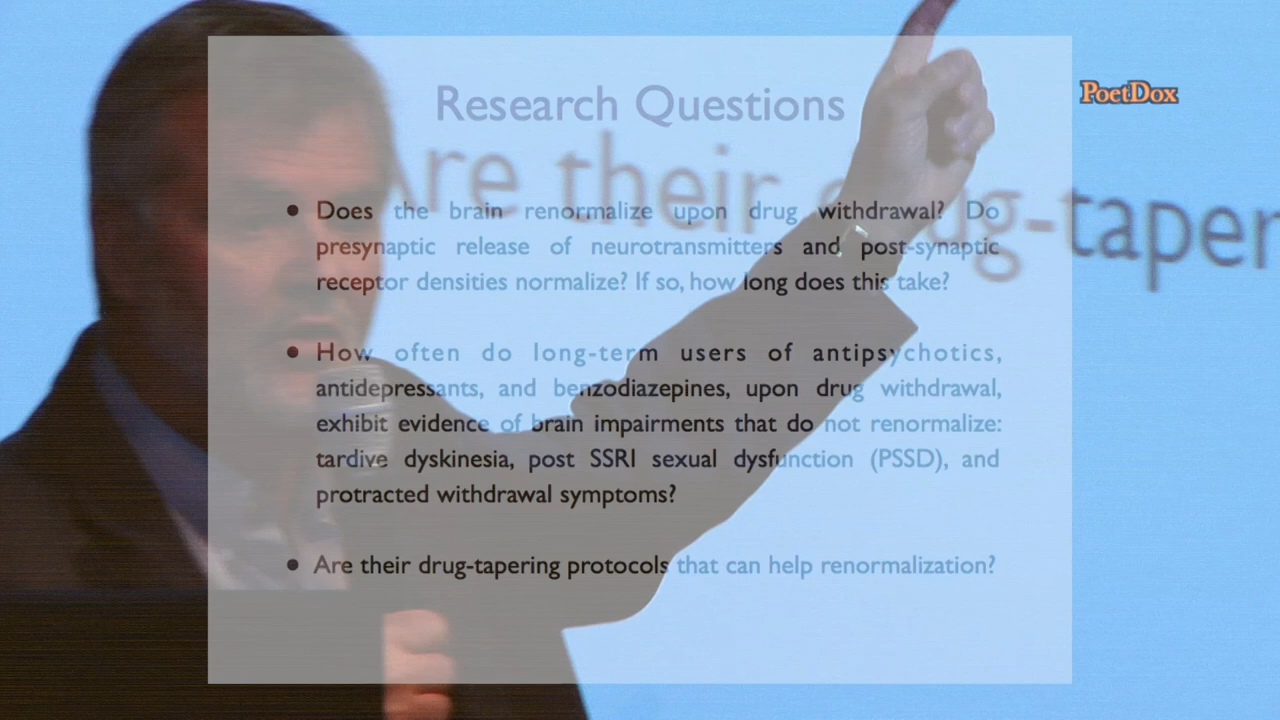 PoetDox
Research Questions
Are their drug-taper
• Does the brain renormalize upon drug withdrawal? Do
presynaptic release of neurotransmitters and post-synaptic
receptor densities normalize? If so, how long does this take?
• How often do long-term users of antipsychotics,
antidepressants, and benzodiazepines, upon drug withdrawal,
exhibit evidence of brain impairments that do not renormalize:
tardive dyskinesia, post SSRI sexual dysfunction (PSSD), and
protracted withdrawal symptoms?
• Are their drug-tapering protocols that can help renormalization?